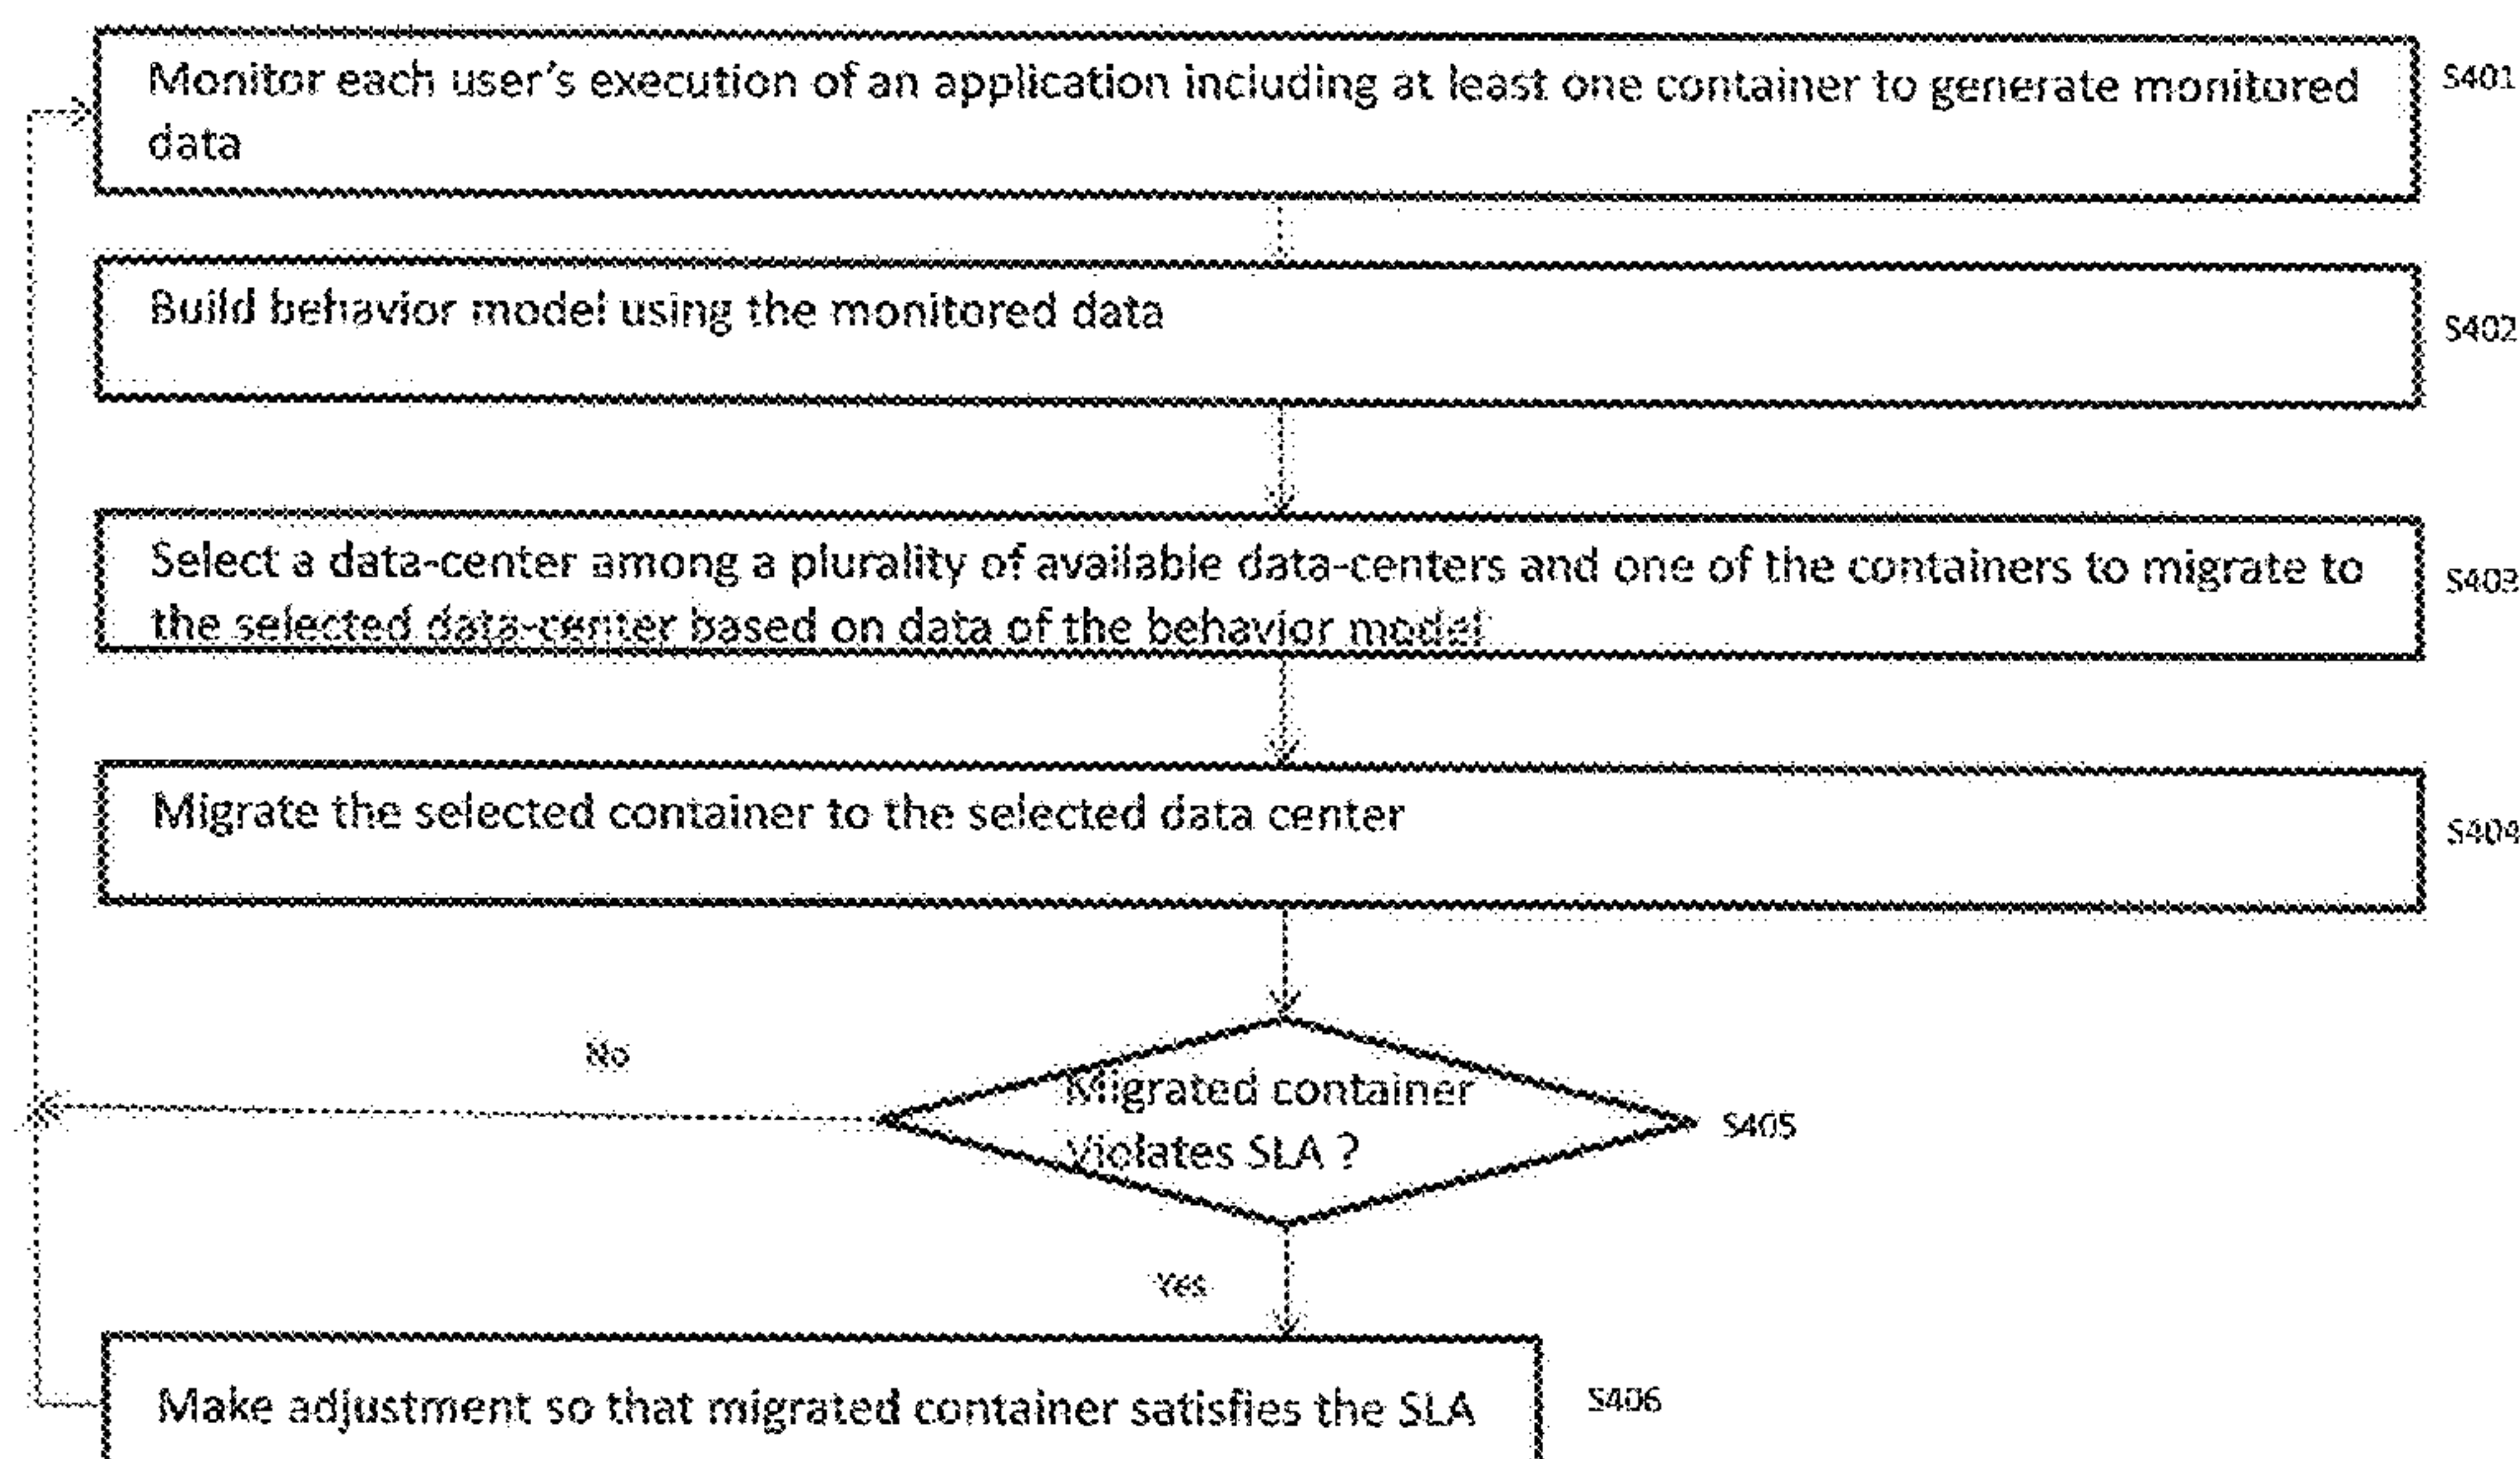 Monitor each user's execution of an application including at least one container to generate monitored
data
S401
Build behavior model using the monitored data
S402
Select a data-center among a plurality of available data-centers and one of the containers to migrate to
the selected data-center based on data of the behavior model
S403
Migrate the selected container to the selected data center
S404
No
Migrated container
Violates SLA ?
S405
Yes
Make adjustment so that migrated container satisfies the SLA
S406